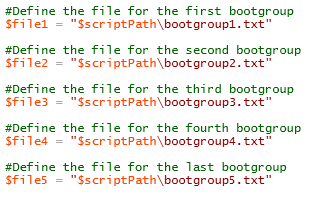 #Define the file for the first bootgroup
$file1 = "$scriptPath\bootgroup1.txt"
#Define the file for the second bootgroup
$file2 = "$scriptPath\bootgroup2.txt"
#Define the file for the third bootgroup
$file3 = "$scriptPath\bootgroup3.txt"
#Define the file for the fourth bootgroup
$file4 = "$scriptPath\bootgroup4.txt"
#Define the file for the last bootgroup
$file5 = "$scriptPath\bootgroup5.txt"